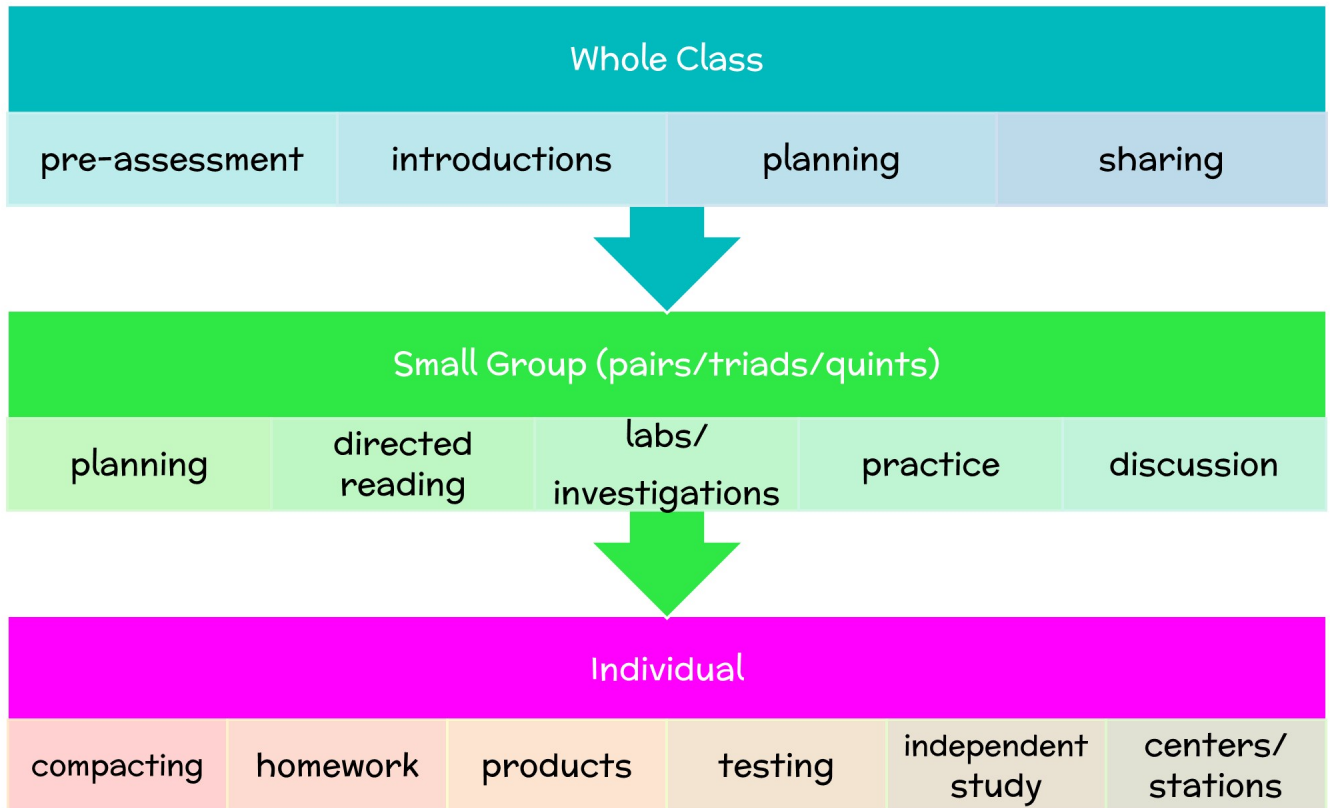 Whole Class
pre-assessment introductions planning sharing
Small Group (pairs/triads/quints)
planning directed reading labs/ investigations practice discussion
Individual
compacting homework products testing independent study centers/ stations